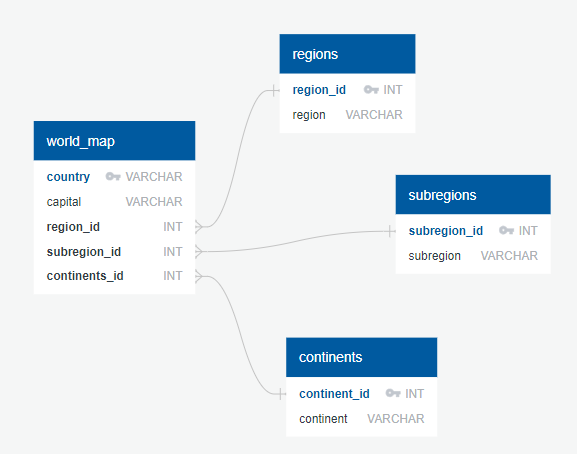 regions
region_id INT
region VARCHAR
world_map
country VARCHAR
capital VARCHAR
region_id INT
subregion_id INT
continents_id INT
subregions
subregion_id INT
subregion VARCHAR
continents
continent_id INT
continent VARCHAR